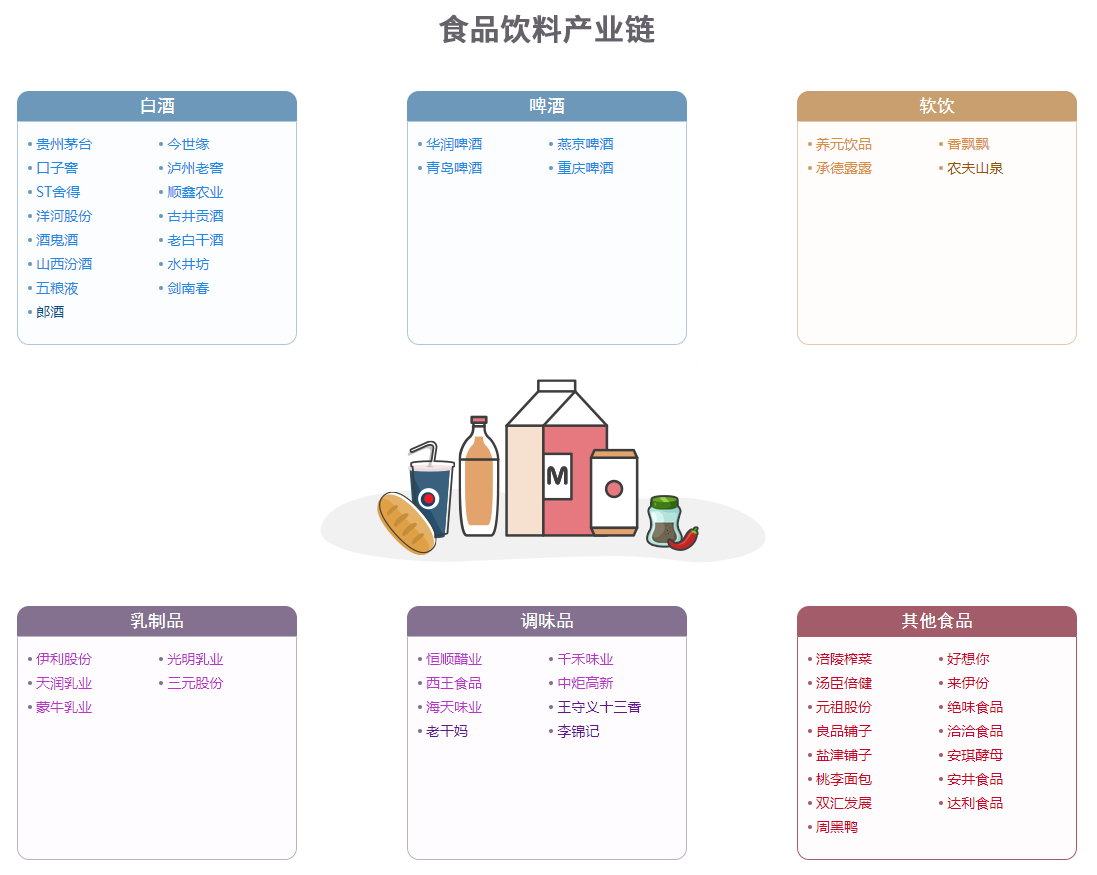 食品饮料产业链
白酒
• 贵州茅台
• 今世缘
• 口子窖
• 泸州老窖
• ST舍得
• 顺鑫农业
• 洋河股份
• 古井贡酒
• 酒鬼酒
• 老白干酒
• 山西汾酒
• 水井坊
• 五粮液
• 剑南春
• 郎酒
啤酒
• 华润啤酒
• 燕京啤酒
• 青岛啤酒
• 重庆啤酒
软饮
• 养元饮品
• 香飘飘
• 承德露露
• 农夫山泉
M
乳制品
• 伊利股份
• 光明乳业
• 天润乳业
• 三元股份
• 蒙牛乳业
调味品
• 恒顺醋业
• 千禾味业
• 西王食品
• 中炬高新
• 海天味业
• 王守义十三香
• 老干妈
• 李锦记
其他食品
• 涪陵榨菜
• 好想你
• 汤臣倍健
• 来伊份
• 元祖股份
• 绝味食品
• 良品铺子
• 洽洽食品
• 盐津铺子
• 安琪酵母
• 桃李面包
• 安井食品
• 双汇发展
• 达利食品
• 周黑鸭